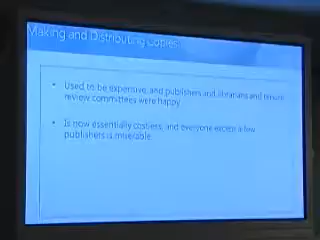 Making and Distributing Copies
• Used to be expensive, and publishers and librarians and tenure
review committees were happy
• Is now essentially costless, and everyone except a few
publishers is miserable